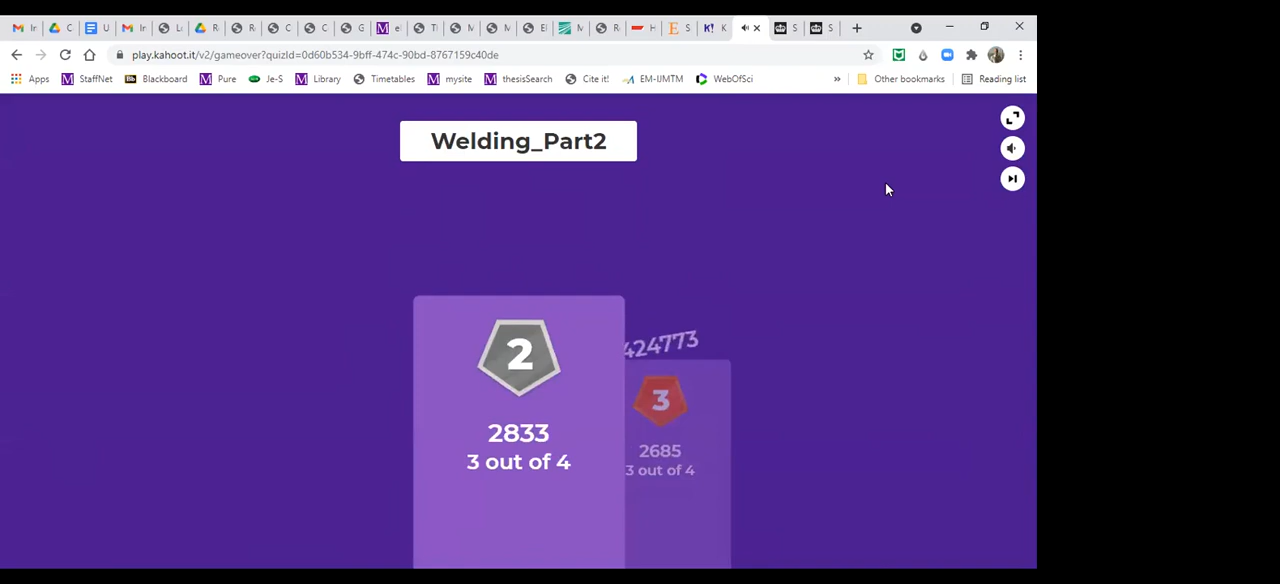 play.kahoot.it/v2/gameover?quizId=0d60b534-9bff-474c-90bd-8767159c40de
Apps StaffNet Blackboard Pure Je-S Library Timetables mysite thesisSearch Cite it! EM-IJMTM WebOfSci » Other bookmarks Reading list
Welding_Part2
424773
2
3
2833
2685
3 out of 4
3 out of 4